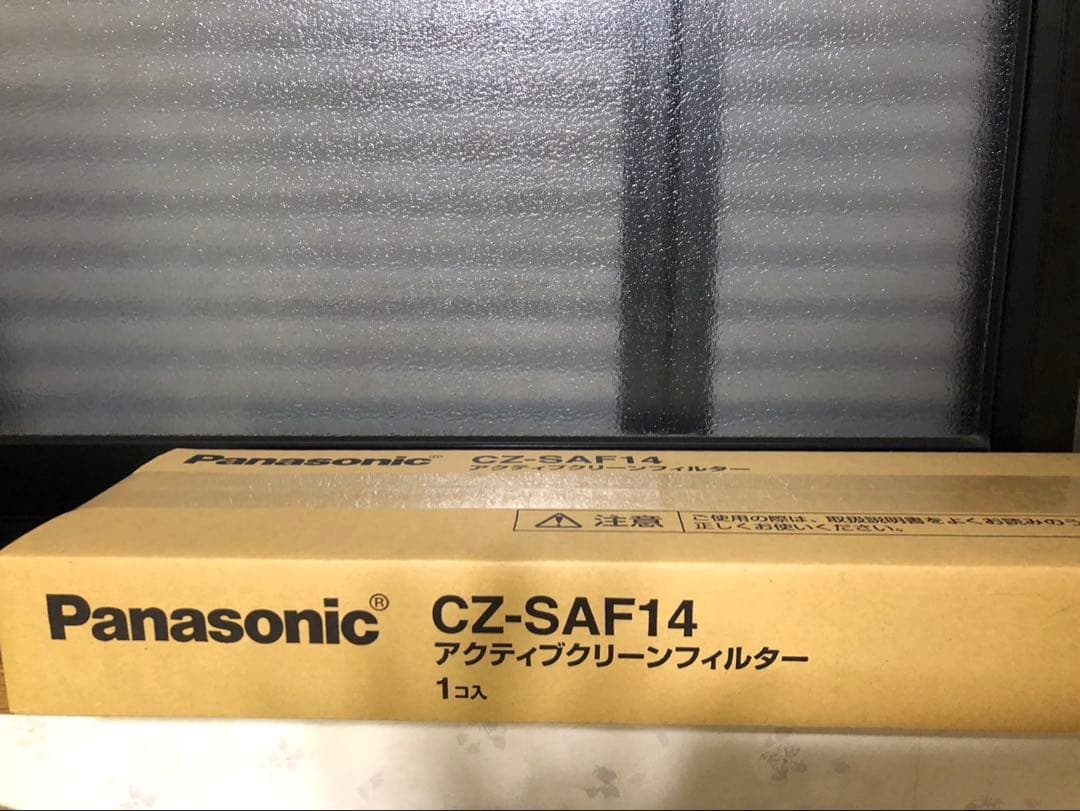 Panasonic® CZ-SAF14
アクティブクリーンフィルター
⚠ 注意
ご使用の際は、取扱説明書をよくお読みのう
正しくお使いください。
Panasonic® CZ-SAF14
アクティブクリーンフィルター
1コ入